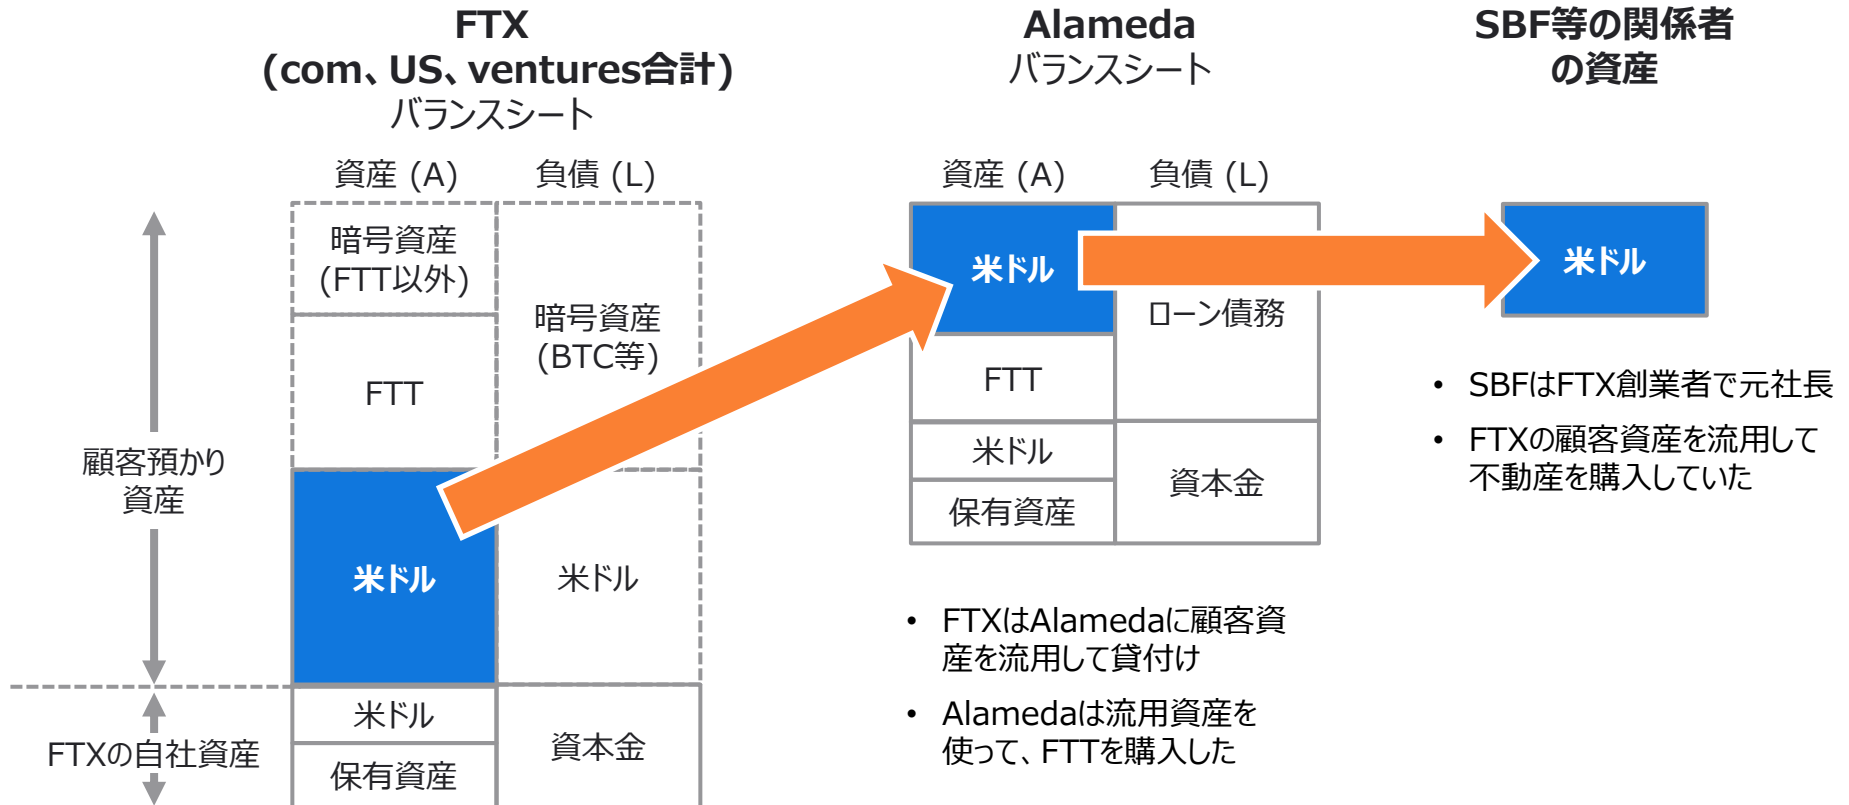 FTX
(com、US、ventures合計)
バランスシート
資産 (A)
負債 (L)
暗号資産
(FTT以外)
FTT
米ドル
米ドル
保有資産
暗号資産
(BTC等)
米ドル
資本金
顧客預かり
資産
FTXの自社資産
Alameda
バランスシート
資産 (A)
負債 (L)
米ドル
FTT
米ドル
保有資産
ローン債務
資本金
• FTXはAlamedaに顧客資
産を流用して貸付け
• Alamedaは流用資産を
使って、FTTを購入した
SBF等の関係者
の資産
米ドル
• SBFはFTX創業者で元社長
• FTXの顧客資産を流用して
不動産を購入していた